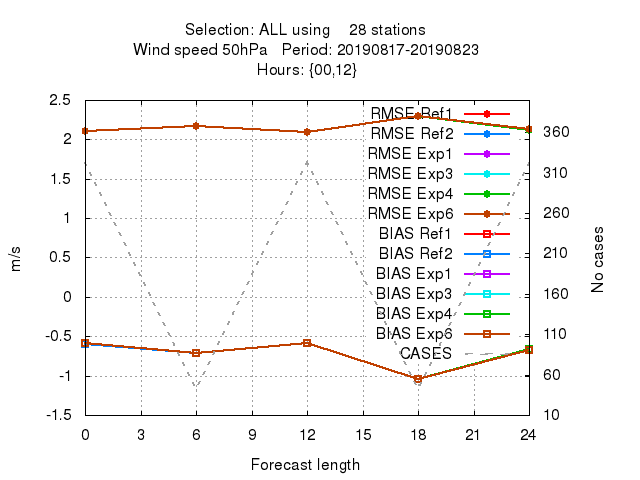 Selection: ALL using 28 stations
Wind speed 50hPa Period: 20190817-20190823
Hours: {00,12}
2.5
2
1.5
1
0.5
0
-0.5
-1
-1.5
m/s
RMSE Ref1
RMSE Ref2
RMSE Exp1
RMSE Exp3
RMSE Exp4
RMSE Exp6
BIAS Ref1
BIAS Ref2
BIAS Exp1
BIAS Exp3
BIAS Exp4
BIAS Exp6
CASES
360
310
260
210
160
110
60
10
No cases
0 3 6 9 12 15 18 21 24
Forecast length